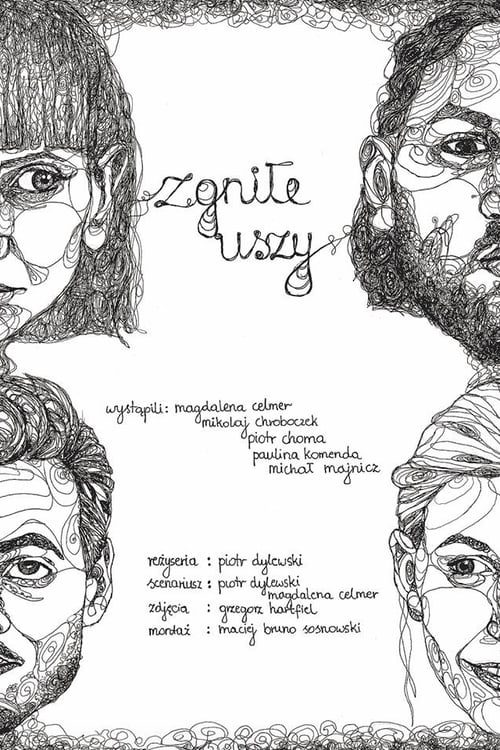 zgniłe
uszy
wystąpili: magdalena celmer
mikołaj chroboczek
piotr choma
paulina komenda
michał majnicz
reżyseria : piotr dylewski
scenariusz : piotr dylewski
magdalena celmer
zdjęcia : grzegorz hartfiel
montaż : maciej bruno sosnowski